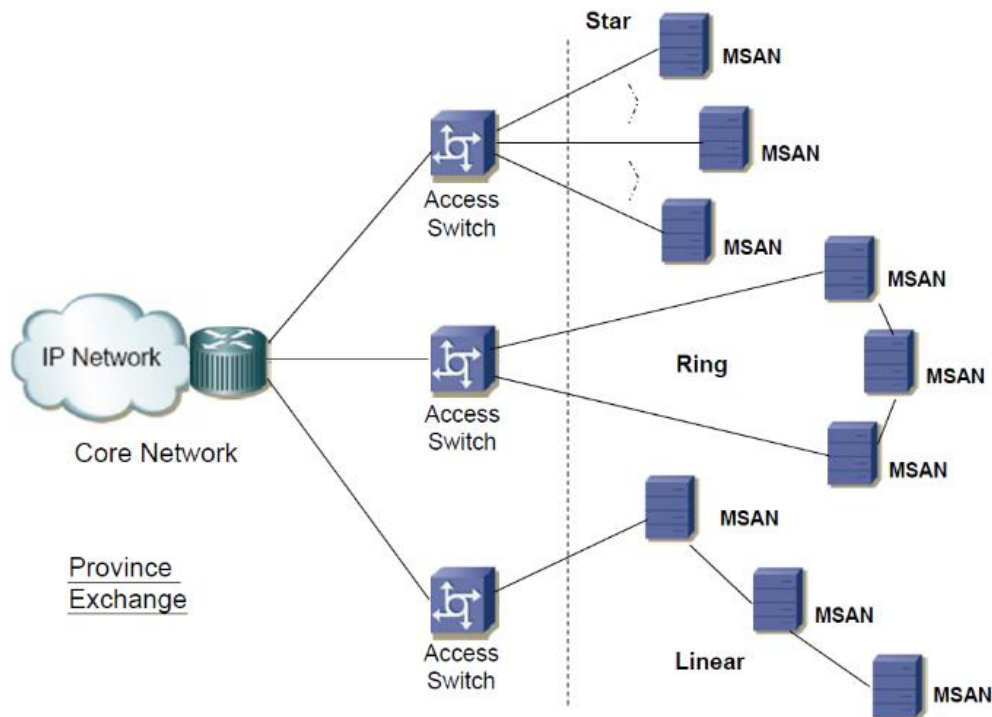 Star
MSAN
MSAN
Access
Switch
MSAN
MSAN
IP Network
Ring
MSAN
Access
Switch
Core Network
MSAN
MSAN
Province
Exchange
MSAN
Access
Switch
Linear
MSAN